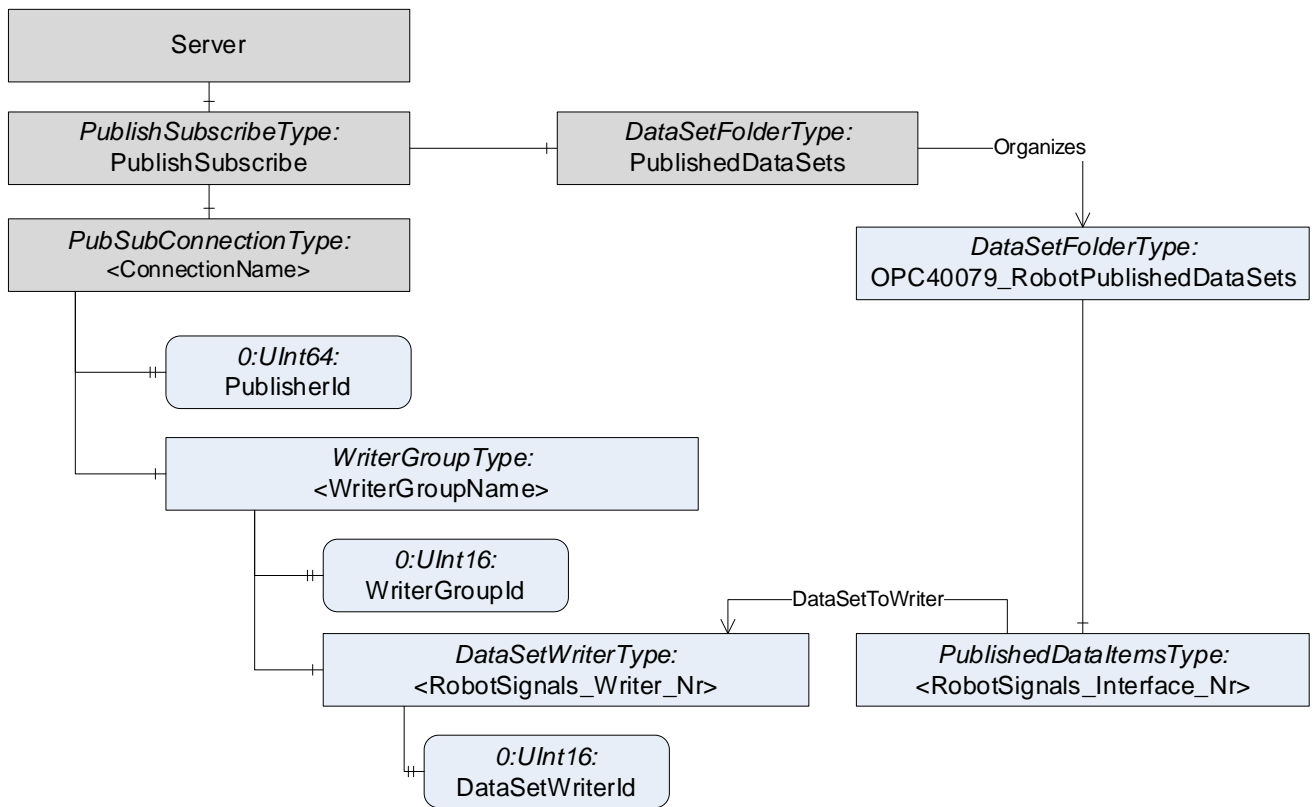 Server
PublishSubscribeType:
PublishSubscribe
DataSetFolderType:
PublishedDataSets
Organizes
PubSubConnectionType:
<ConnectionName>
DataSetFolderType:
OPC40079_RobotPublishedDataSets
0:UInt64:
PublisherId
WriterGroupType:
<WriterGroupName>
0:UInt16:
WriterGroupId
DataSetToWriter
DataSetWriterType:
<RobotSignals_Writer_Nr>
PublishedDataItemsType:
<RobotSignals_Interface_Nr>
0:UInt16:
DataSetWriterId